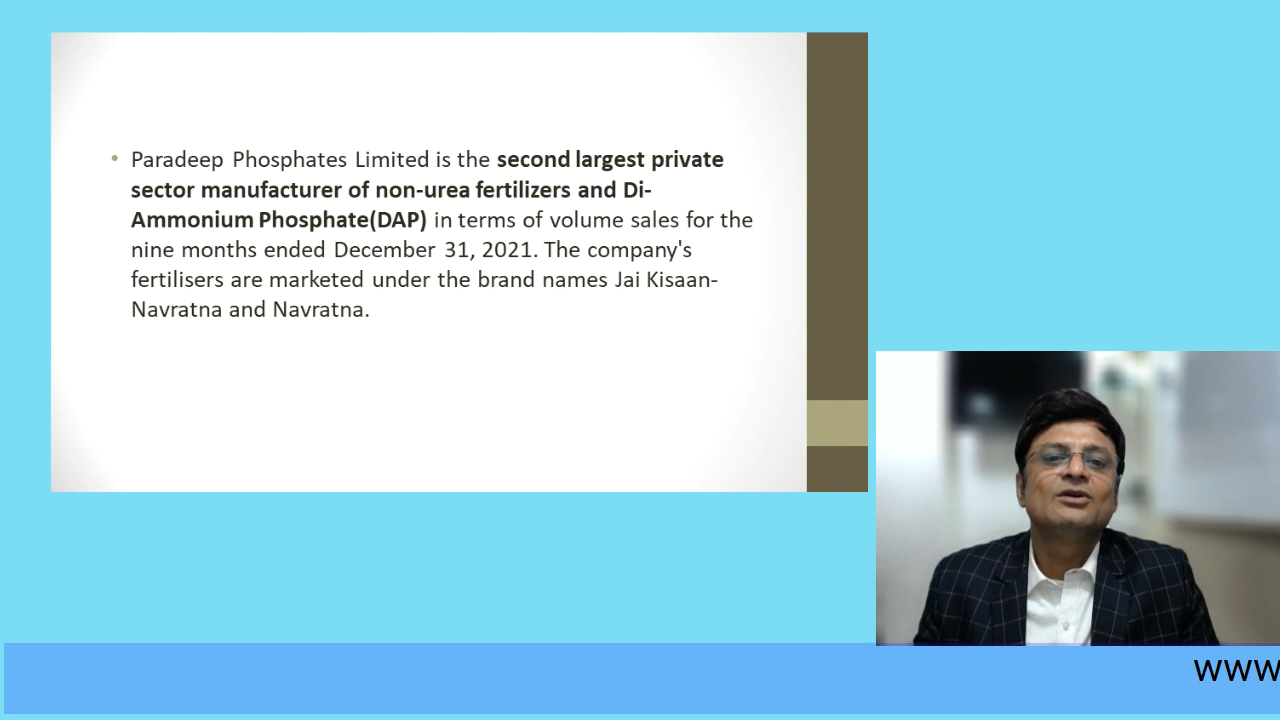 • Paradeep Phosphates Limited is the second largest private
sector manufacturer of non-urea fertilizers and Di-
Ammonium Phosphate(DAP) in terms of volume sales for the
nine months ended December 31, 2021. The company's
fertilisers are marketed under the brand names Jai Kisaan-
Navratna and Navratna.
www